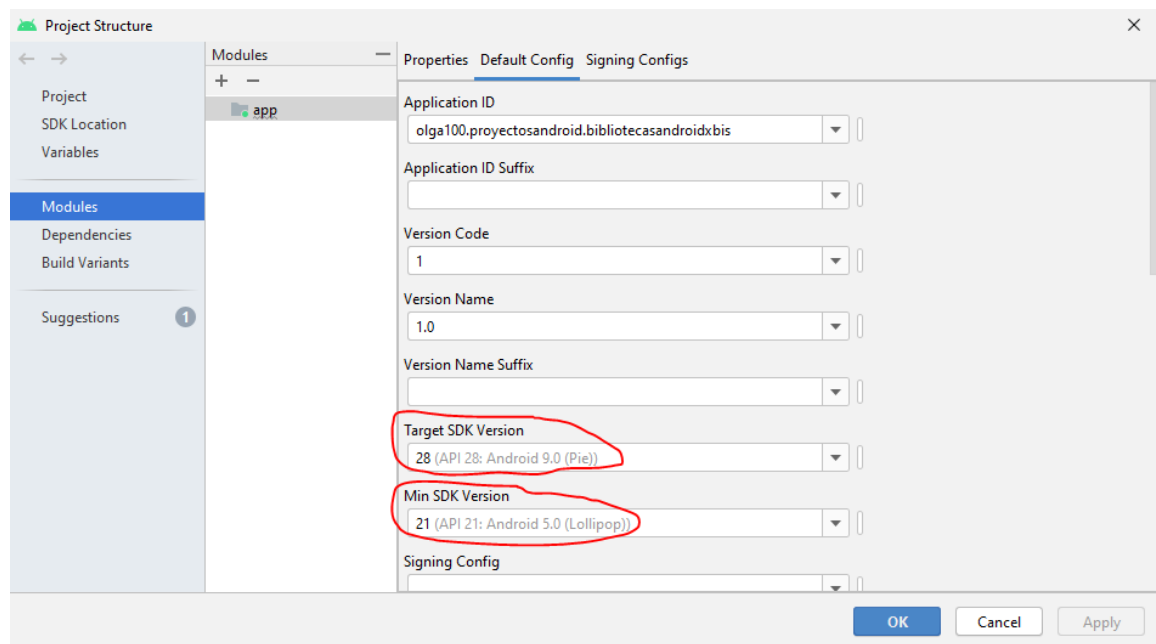 Project Structure
Modules
Properties Default Config Signing Configs
Project
SDK Location
Variables
Modules
Dependencies
Build Variants
Suggestions 1
app
Application ID
olga100.proyectosandroid.bibliotecasandroidxbis
Application ID Suffix
Version Code
1
Version Name
1.0
Version Name Suffix
Target SDK Version
28 (API 28: Android 9.0 (Pie))
Min SDK Version
21 (API 21: Android 5.0 (Lollipop))
Signing Config
OK Cancel Apply